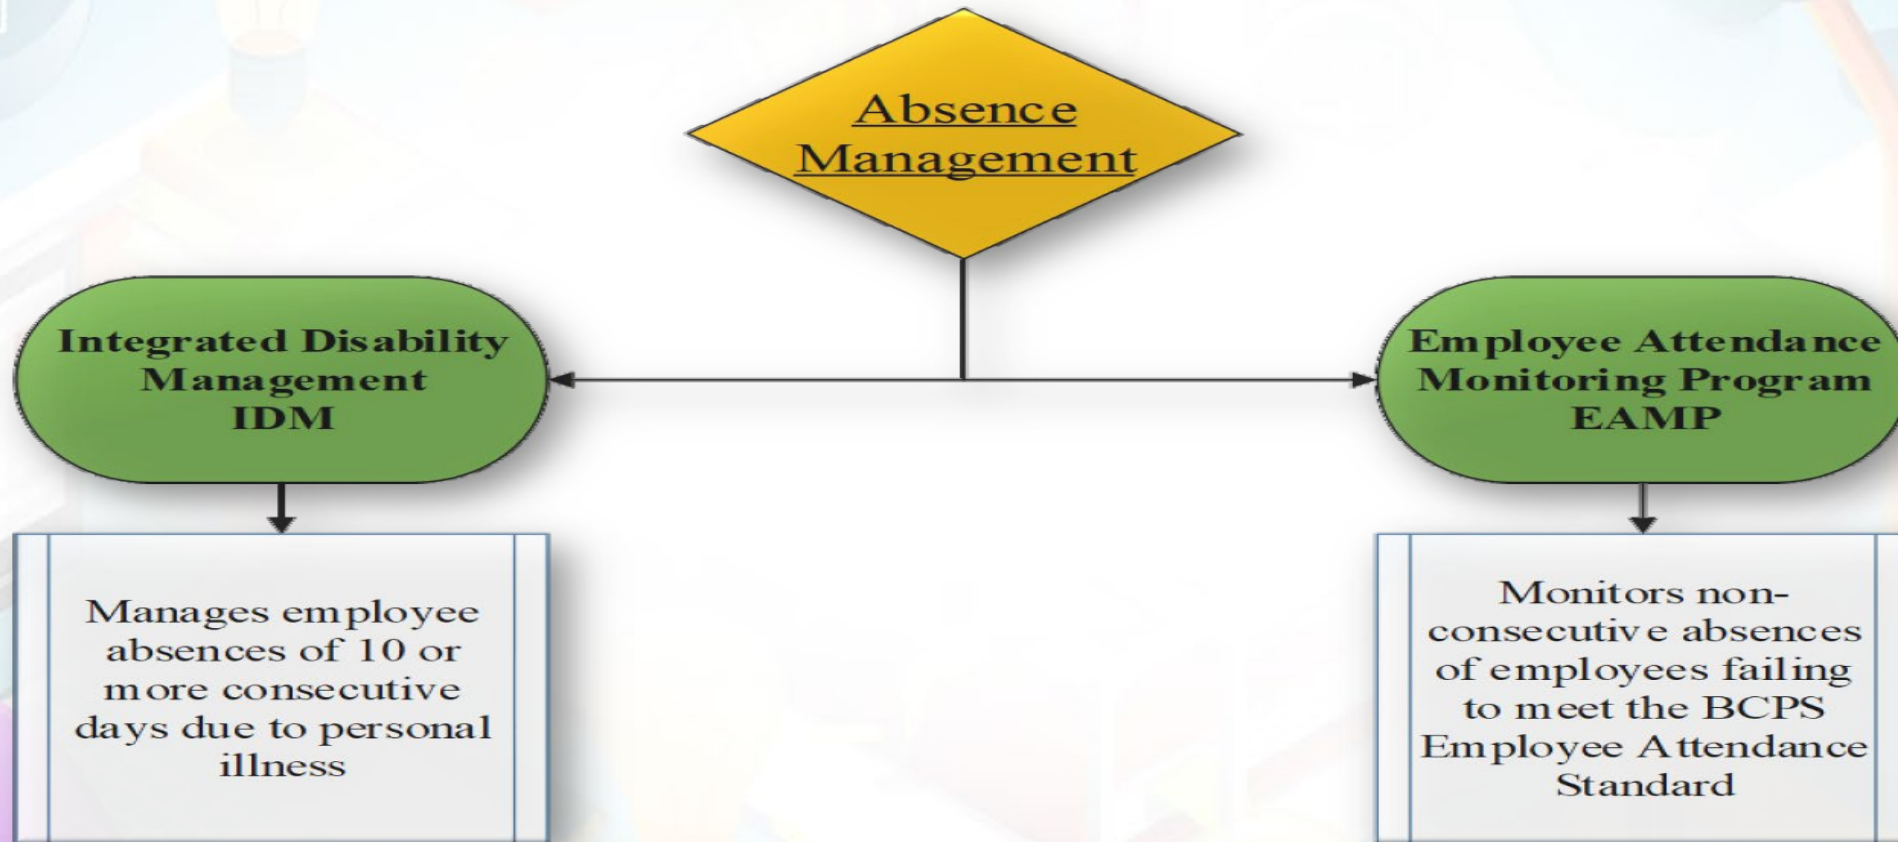 Absence
Management
Integrated Disability
Management
IDM
Employee Attendance
Monitoring Program
EAMP
Manages employee
absences of 10 or
more consecutive
days due to personal
illness
Monitors non-
consecutive absences
of employees failing
to meet the BCPS
Employee Attendance
Standard